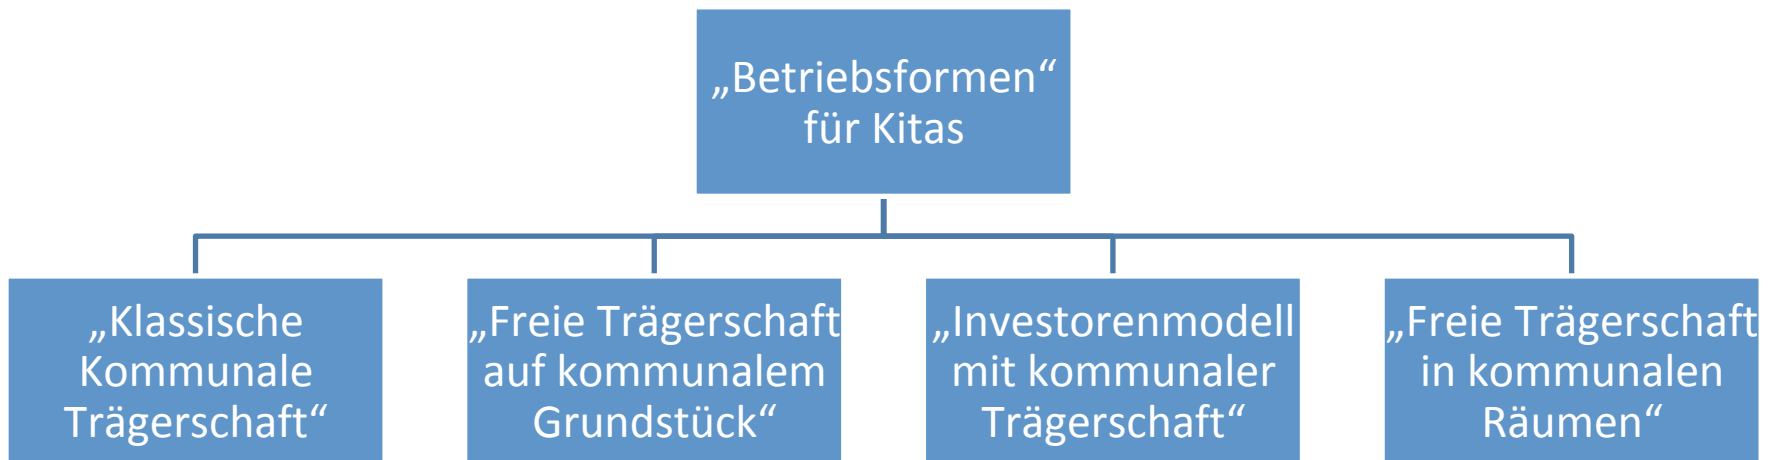 „Betriebsformen“
für Kitas
„Klassische
Kommunale
Trägerschaft“
„Freie Trägerschaft
auf kommunalem
Grundstück“
„Investorenmodell
mit kommunaler
Trägerschaft“
„Freie Trägerschaft
in kommunalen
Räumen“